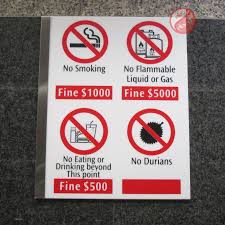 No Smoking
Fine $1000
No Flammable
Liquid or Gas
Fine $5000
No Eating or
Drinking beyond
This point
Fine $500
No Durians